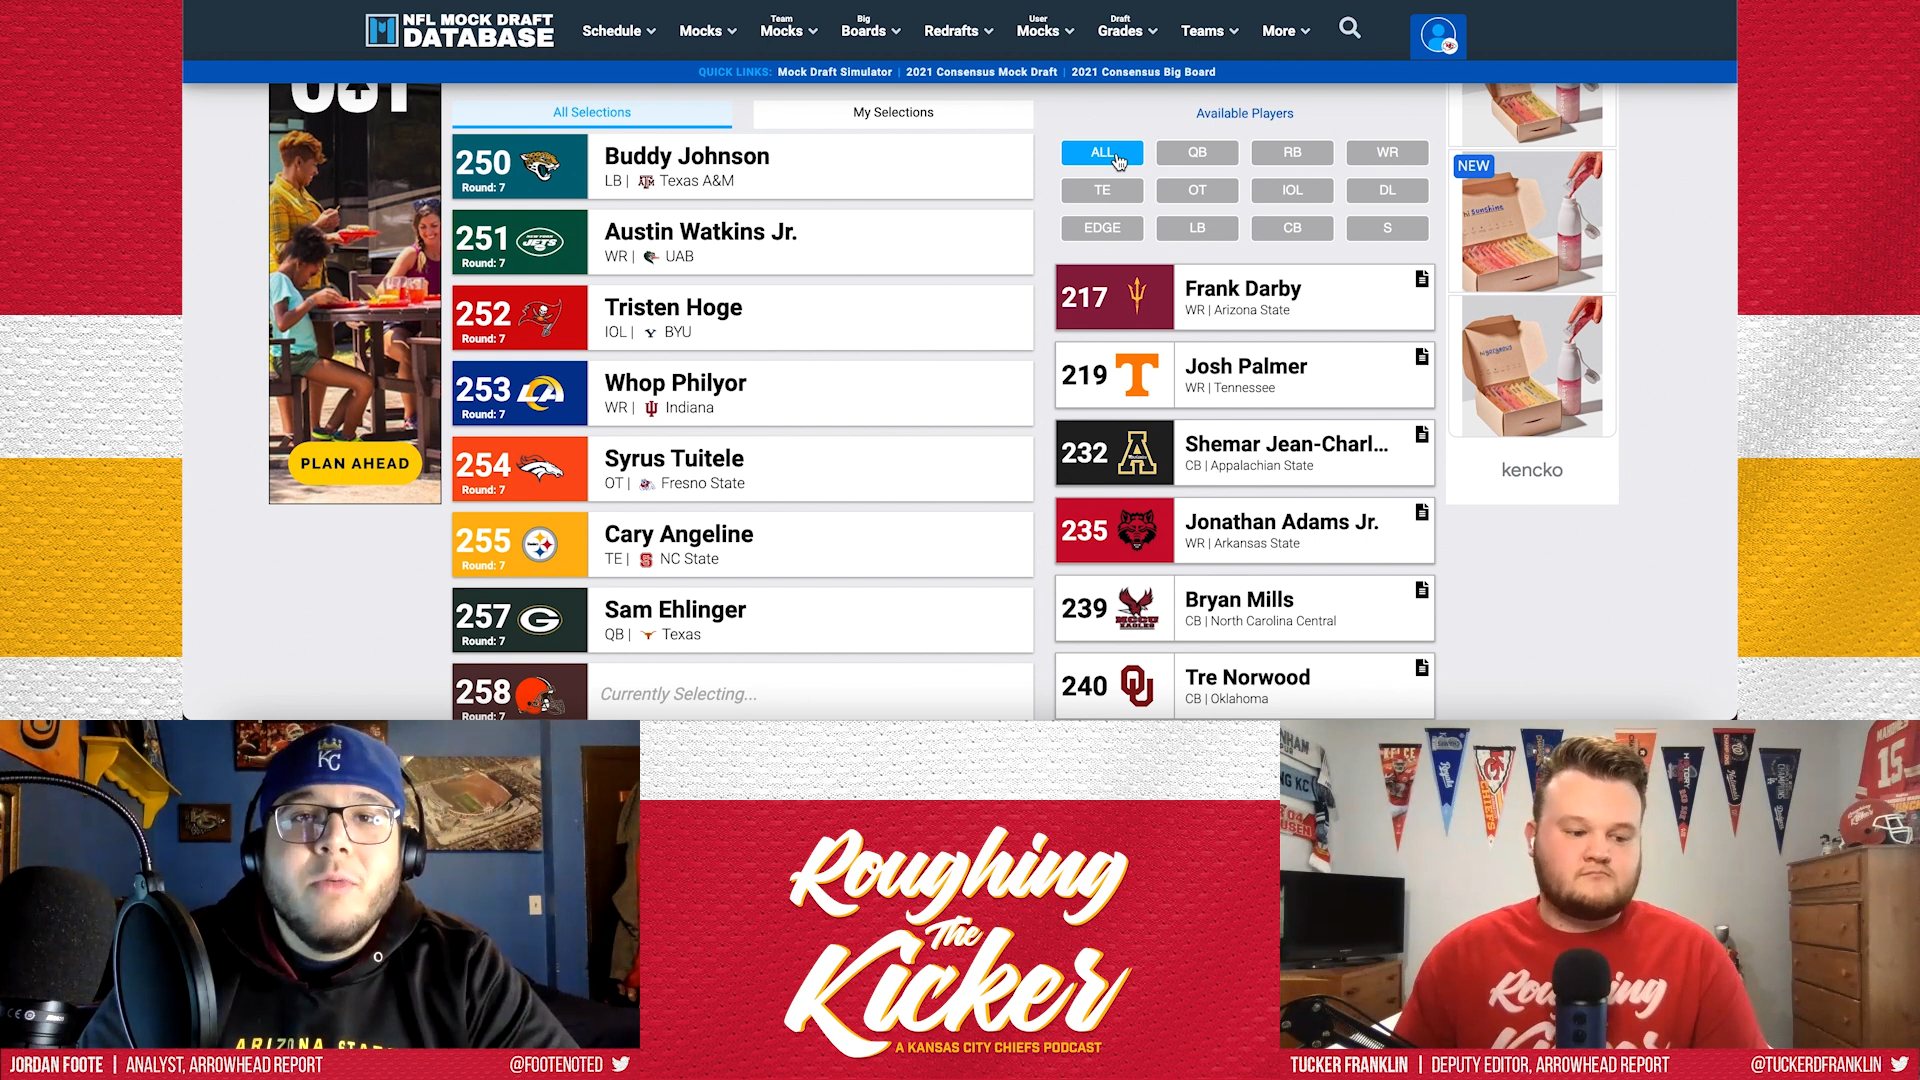 NFL MOCK DRAFT
DATABASE
Schedule
Mocks
Team
Mocks
Big
Boards
Redrafts
User
Mocks
Draft
Grades
Teams
More
QUICK LINKS: Mock Draft Simulator | 2021 Consensus Mock Draft | 2021 Consensus Big Board
PLAN AHEAD
All Selections
My Selections
250
Round: 7
Buddy Johnson
LB | Texas A&M
251
Round: 7
Austin Watkins Jr.
WR | UAB
252
Round: 7
Tristen Hoge
IOL | BYU
253
Round: 7
Whop Philyor
WR | Indiana
254
Round: 7
Syrus Tuitele
OT | Fresno State
255
Round: 7
Cary Angeline
TE | NC State
257
Round: 7
Sam Ehlinger
QB | Texas
258
Round: 7
Currently Selecting...
Available Players
ALL
QB
RB
WR
TE
OT
IOL
DL
EDGE
LB
CB
S
217
Frank Darby
WR | Arizona State
219
Josh Palmer
WR | Tennessee
232
Shemar Jean-Charl...
CB | Appalachian State
235
Jonathan Adams Jr.
WR | Arkansas State
239
Bryan Mills
CB | North Carolina Central
240
Tre Norwood
CB | Oklahoma
NEW
kencko
KC
ARIZONA STA
Roughing
The
Kicker
A KANSAS CITY CHIEFS PODCAST
KELCE
Royals
CHIEFS
15
JORDAN FOOTE | ANALYST, ARROWHEAD REPORT
@FOOTENOTED
TUCKER FRANKLIN | DEPUTY EDITOR, ARROWHEAD REPORT
@TUCKERDFRANKLIN